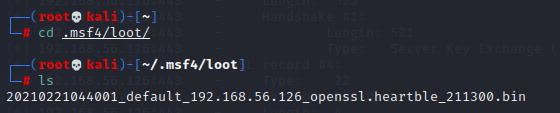 ┌──(root💀kali)-[~]
└─# cd .msf4/loot/
┌──(root💀kali)-[~/.msf4/loot]
└─# ls
20210221044001_default_192.168.56.126_openssl.heartble_211300.bin